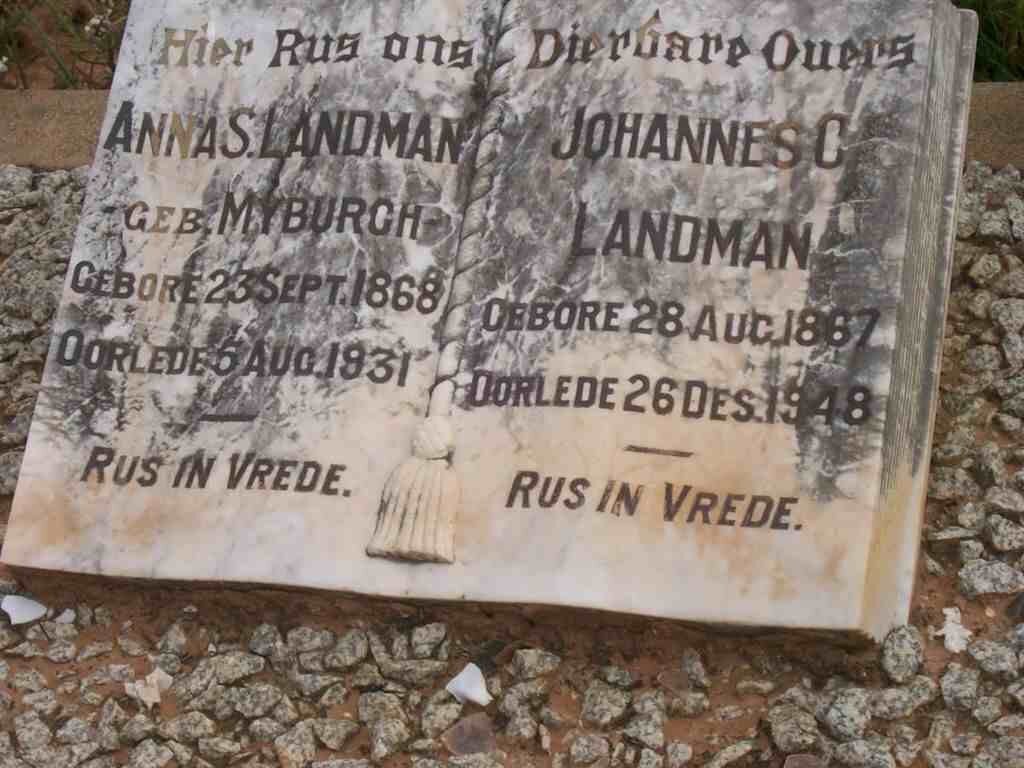 Hier Rus ons Dierbare Ouers
ANNA S. LANDMAN
GEB. MYBURGH
GEBORE 23 SEPT. 1868
OORLEDE 5 AUG. 1931
RUS IN VREDE.
JOHANNES C
LANDMAN
GEBORE 28 AUG. 1867
OORLEDE 26 DES. 1948
RUS IN VREDE.